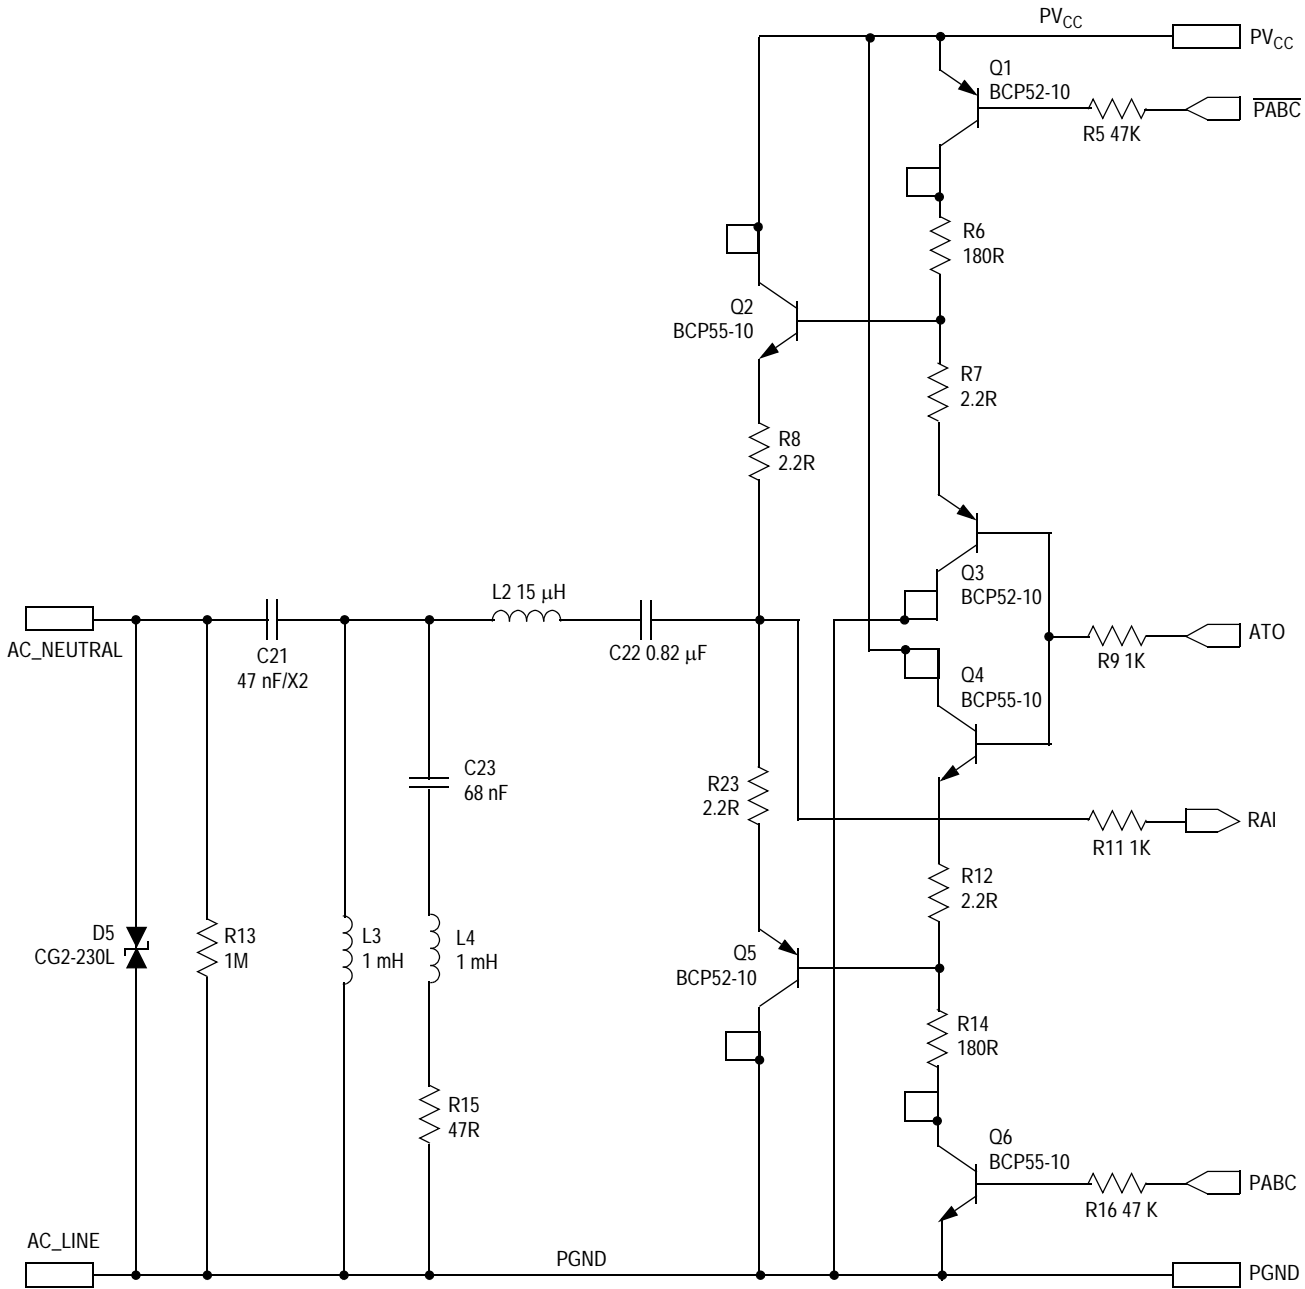 PVCC
PVCC
Q1
BCP52-10
PABC
R5 47K
R6
180R
Q2
BCP55-10
R7
2.2R
R8
2.2R
Q3
BCP52-10
L2 15 μH
AC_NEUTRAL
C21
47 nF/X2
C22 0.82 μF
ATO
R9 1K
Q4
BCP55-10
C23
68 nF
R23
2.2R
RAI
R11 1K
R12
2.2R
D5
CG2-230L
R13
1M
L3
1 mH
L4
1 mH
Q5
BCP52-10
R14
180R
R15
47R
Q6
BCP55-10
PABC
R16 47 K
AC_LINE
PGND
PGND